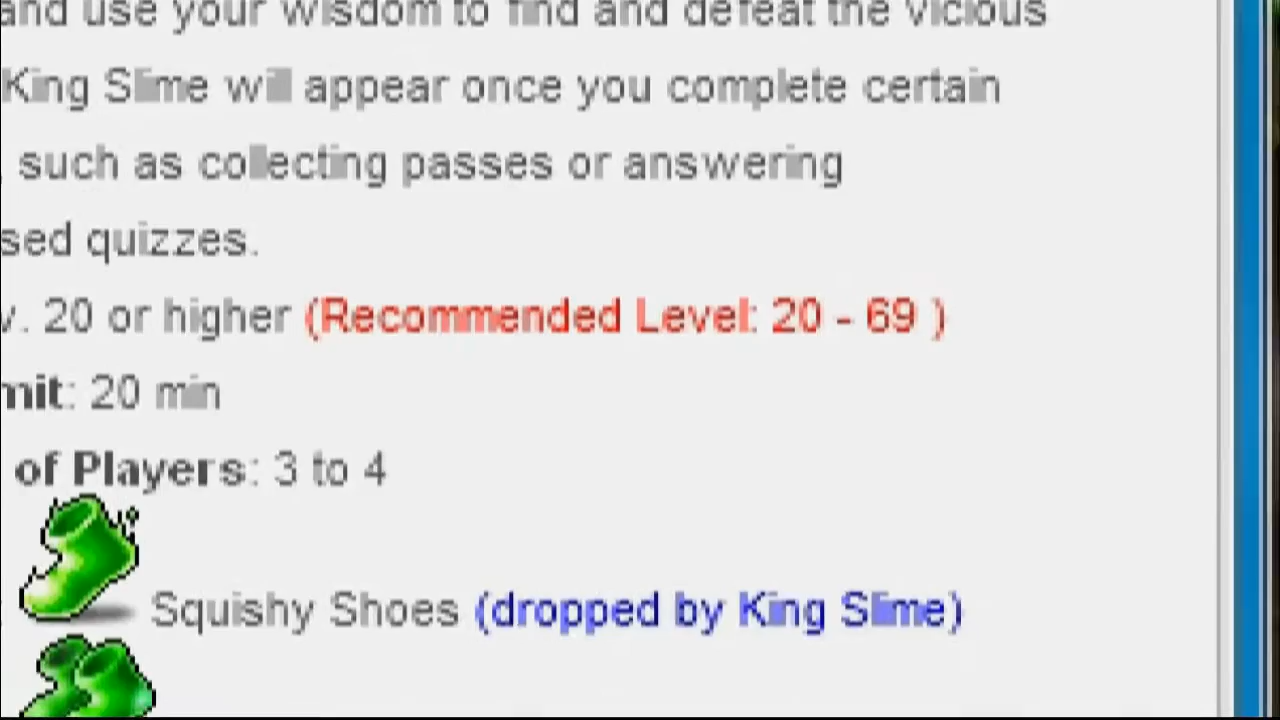 and use your wisdom to find and defeat the vicious
King Slime will appear once you complete certain
such as collecting passes or answering
sed quizzes.
v. 20 or higher (Recommended Level: 20 - 69 )
mit: 20 min
of Players: 3 to 4
Squishy Shoes (dropped by King Slime)